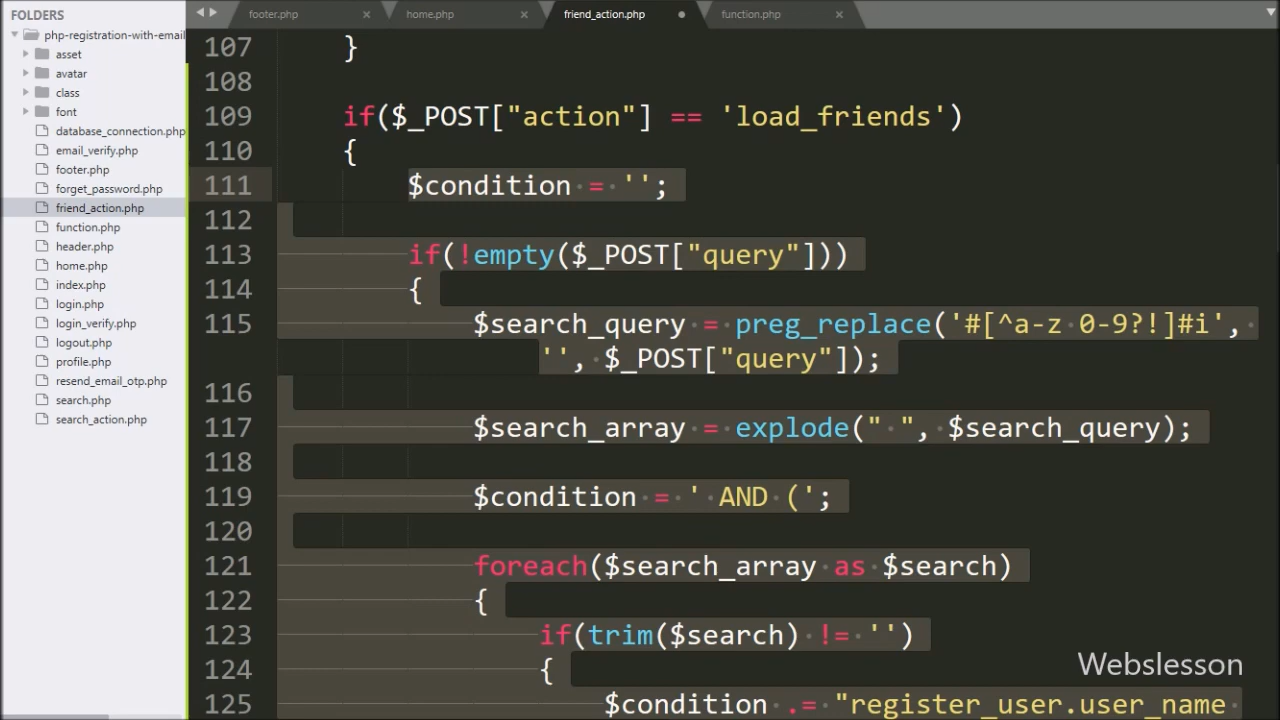 FOLDERS
php-registration-with-email
asset
avatar
class
font
database_connection.php
email_verify.php
footer.php
forget_password.php
friend_action.php
function.php
header.php
home.php
index.php
login.php
login_verify.php
logout.php
profile.php
resend_email_otp.php
search.php
search_action.php
footer.php
home.php
friend_action.php
function.php
107 }
108
109 if($_POST["action"] == 'load_friends')
110 {
111 $condition = '';
112
113 if(!empty($_POST["query"]))
114 {
115 $search_query = preg_replace('#[^a-z 0-9?!]#i',
'', $_POST["query"]);
116
117 $search_array = explode(" ", $search_query);
118
119 $condition = ' AND (';
120
121 foreach($search_array as $search)
122 {
123 if(trim($search) != '')
124 {
125 $condition .= "register_user.user_name
Webslesson